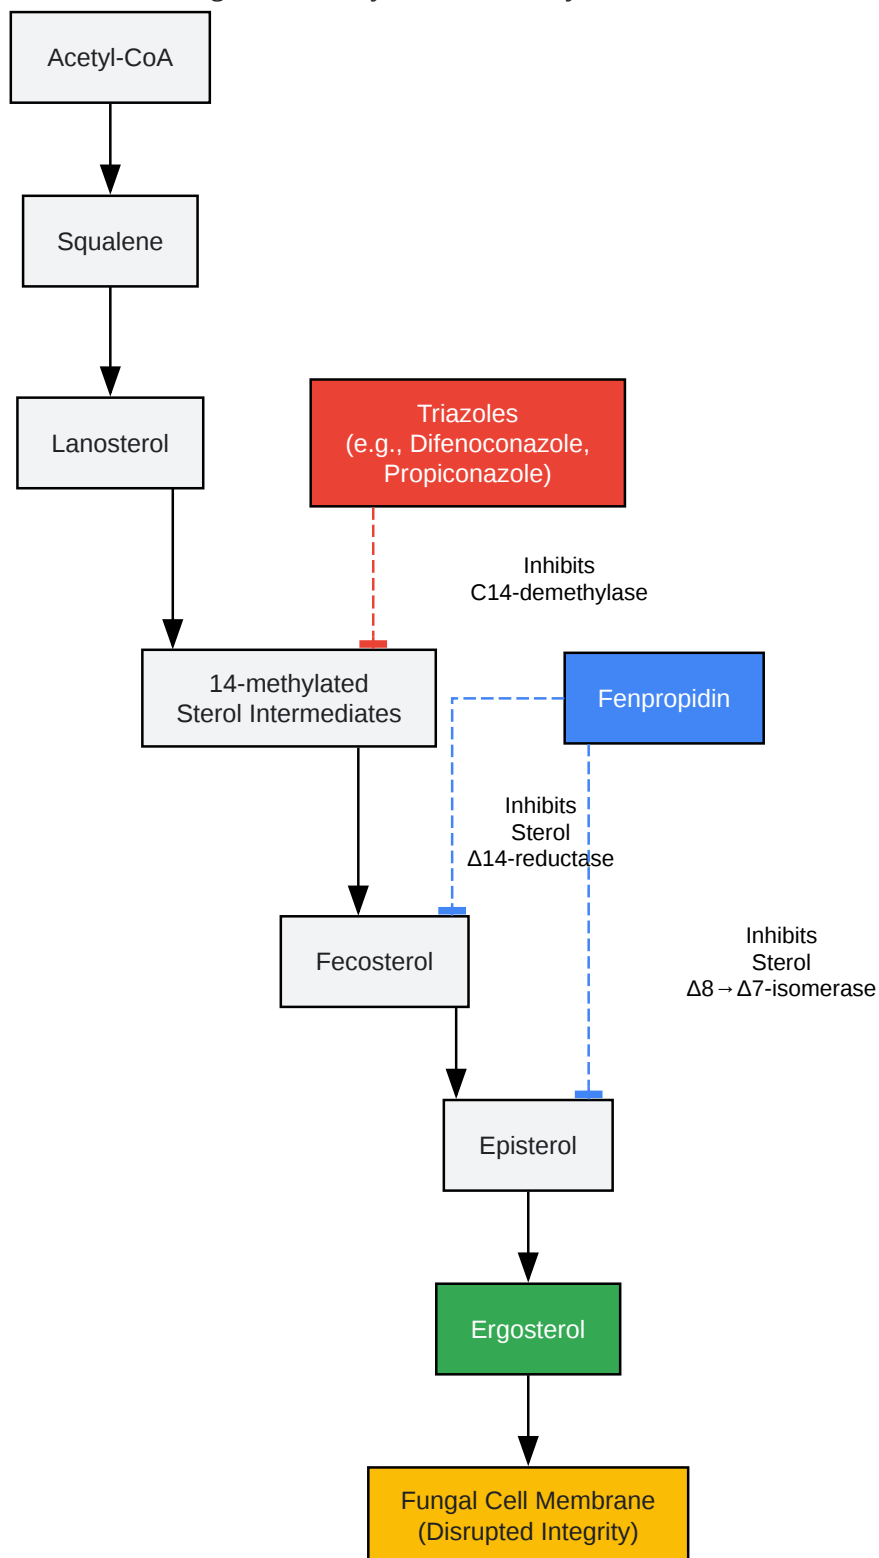 Acetyl-CoA
Squalene
Lanosterol
Triazoles
(e.g., Difenoconazole,
Propiconazole)
Inhibits
C14-demethylase
14-methylated
Sterol Intermediates
Fenpropidin
Inhibits
Sterol
Δ14-reductase
Fecosterol
Inhibits
Sterol
Δ8→Δ7-isomerase
Episterol
Ergosterol
Fungal Cell Membrane
(Disrupted Integrity)